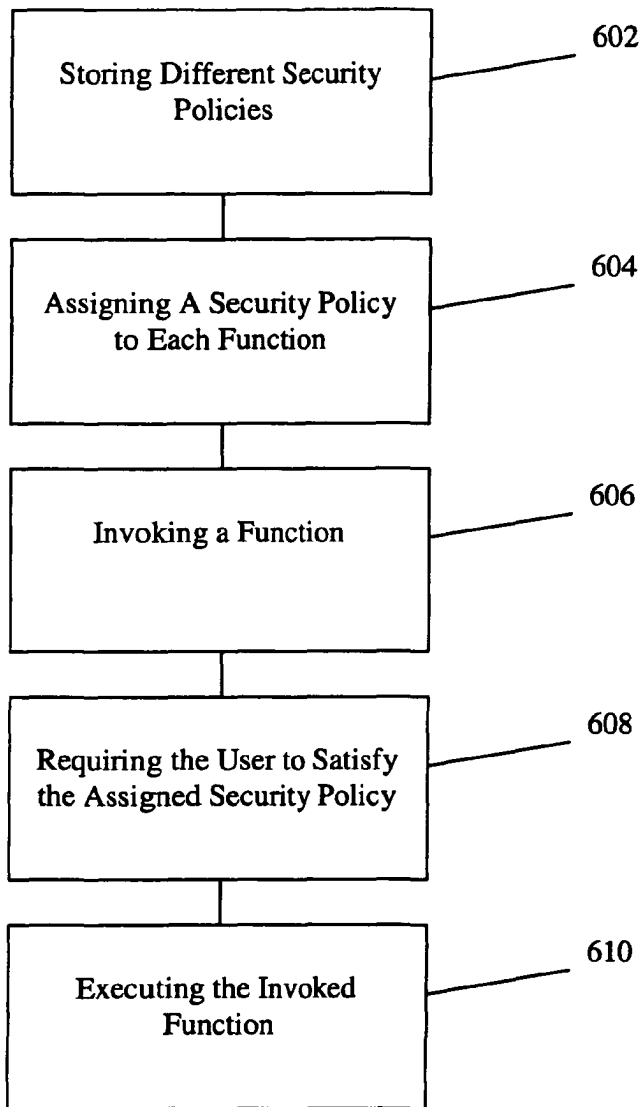 602
Storing Different Security
Policies
604
Assigning A Security Policy
to Each Function
606
Invoking a Function
608
Requiring the User to Satisfy
the Assigned Security Policy
610
Executing the Invoked
Function